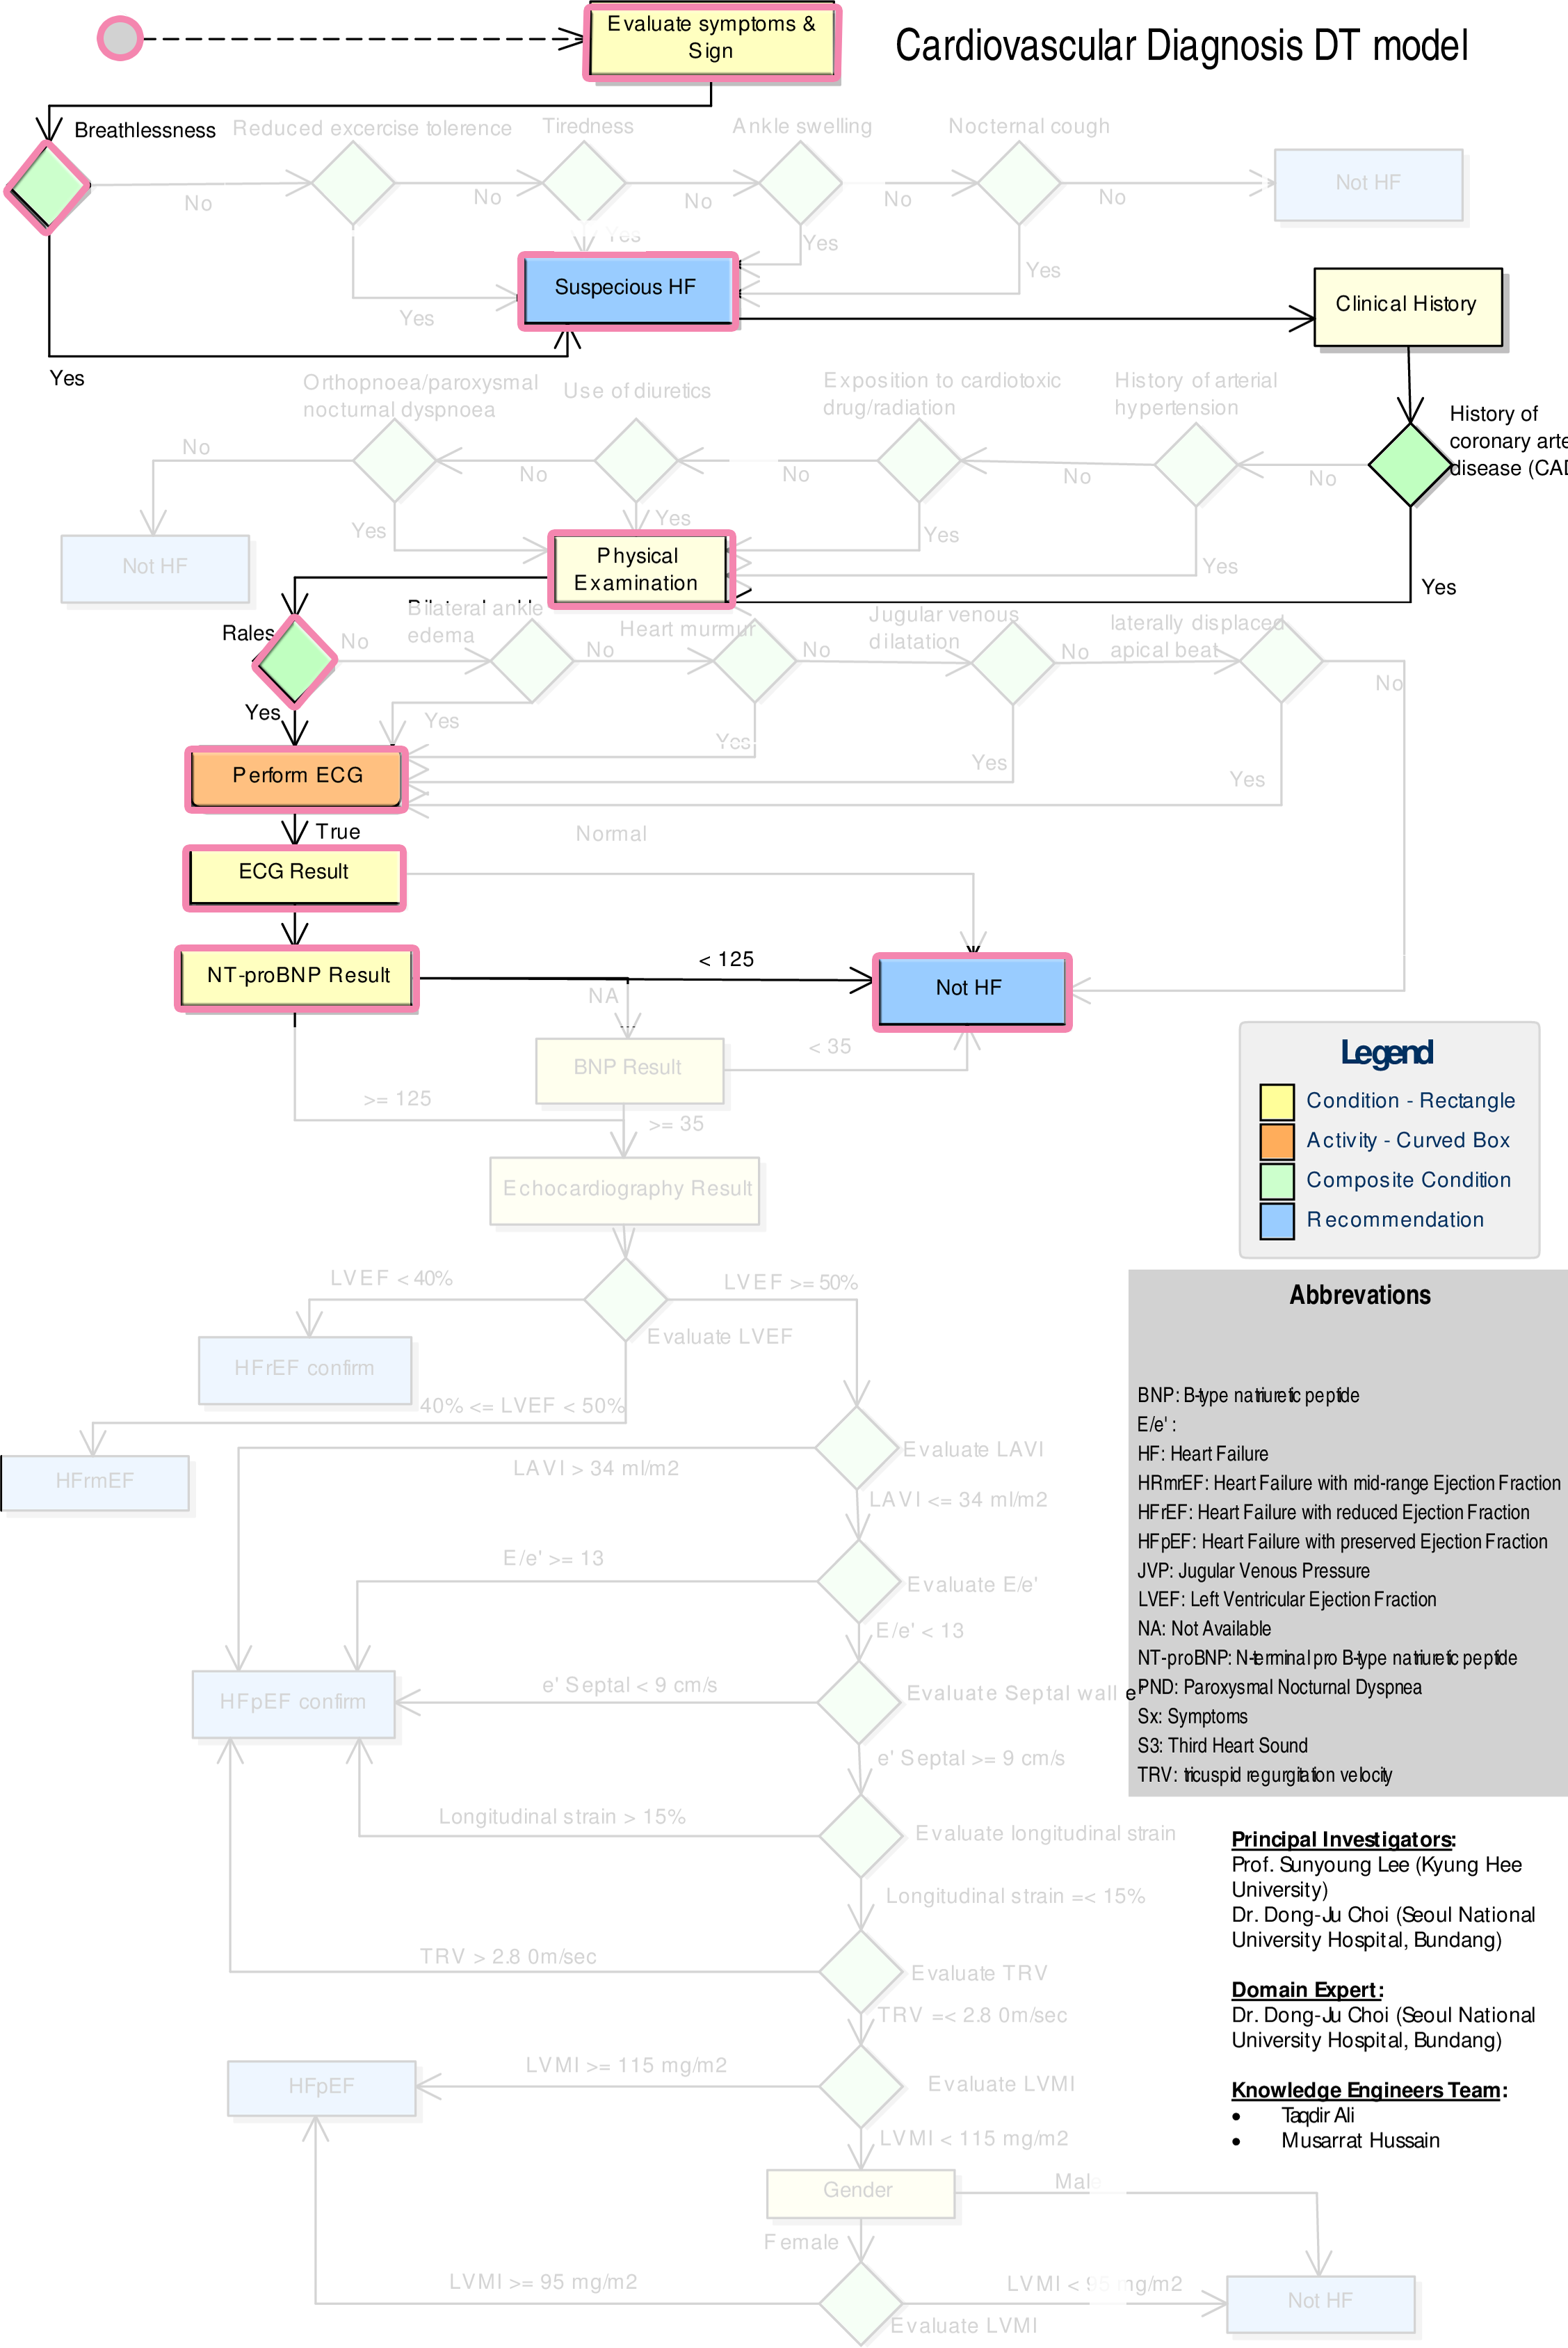 Evaluate symptoms &
Sign
Cardiovascular Diagnosis DT model
Breathlessness
Reduced excercise tolerence
Tiredness
Ankle swelling
Nocternal cough
Not HF
No
No
No
No
No
Yes
Yes
Yes
Yes
Suspecious HF
Clinical History
Yes
Orthopnoea/paroxysmal
nocturnal dyspnoea
Use of diuretics
Exposition to cardiotoxic
drug/radiation
History of arterial
hypertension
History of
coronary arte
disease (CAD
No
No
No
No
No
Yes
Yes
Yes
Yes
Yes
Not HF
Physical
Examination
Rales
Bilateral ankle
edema
Heart murmur
Jugular venous
dilatation
laterally displaced
apical beat
No
No
No
No
No
Yes
Yes
Yes
Yes
Yes
Perform ECG
True
Normal
ECG Result
NT-proBNP Result
< 125
Not HF
NA
BNP Result
< 35
>= 125
>= 35
Echocardiography Result
Legend
Condition - Rectangle
Activity - Curved Box
Composite Condition
Recommendation
LVEF < 40%
LVEF >= 50%
Evaluate LVEF
HFrEF confirm
40% <= LVEF < 50%
HFrmEF
Evaluate LAVI
LAVI > 34 ml/m2
LAVI <= 34 ml/m2
E/e' >= 13
Evaluate E/e'
E/e' < 13
HFpEF confirm
e' Septal < 9 cm/s
Evaluate Septal wall e'
e' Septal >= 9 cm/s
Longitudinal strain > 15%
Evaluate longitudinal strain
Longitudinal strain =< 15%
TRV > 2.8 0m/sec
Evaluate TRV
TRV =< 2.8 0m/sec
HFpEF
LVMI >= 115 mg/m2
Evaluate LVMI
LVMI < 115 mg/m2
Gender
Male
Female
LVMI >= 95 mg/m2
LVMI < 95 mg/m2
Evaluate LVMI
Not HF
Abbrevations
BNP: B-type natriuretic peptide
E/e' :
HF: Heart Failure
HRmrEF: Heart Failure with mid-range Ejection Fraction
HFrEF: Heart Failure with reduced Ejection Fraction
HFpEF: Heart Failure with preserved Ejection Fraction
JVP: Jugular Venous Pressure
LVEF: Left Ventricular Ejection Fraction
NA: Not Available
NT-proBNP: N-terminal pro B-type natriuretic peptide
PND: Paroxysmal Nocturnal Dyspnea
Sx: Symptoms
S3: Third Heart Sound
TRV: tricuspid regurgitation velocity
Principal Investigators:
Prof. Sunyoung Lee (Kyung Hee
University)
Dr. Dong-Ju Choi (Seoul National
University Hospital, Bundang)
Domain Expert:
Dr. Dong-Ju Choi (Seoul National
University Hospital, Bundang)
Knowledge Engineers Team:
• Taqdir Ali
• Musarrat Hussain